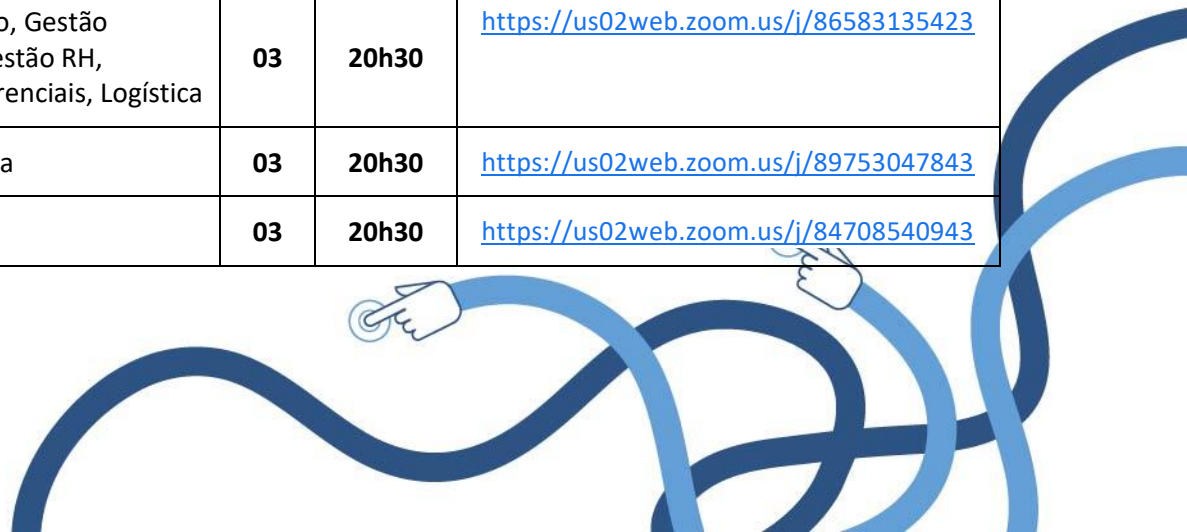 o, Gestão
estão RH,
renciais, Logística
03
20h30
https://us02web.zoom.us/j/86583135423
a
03
20h30
https://us02web.zoom.us/j/89753047843
03
20h30
https://us02web.zoom.us/j/84708540943